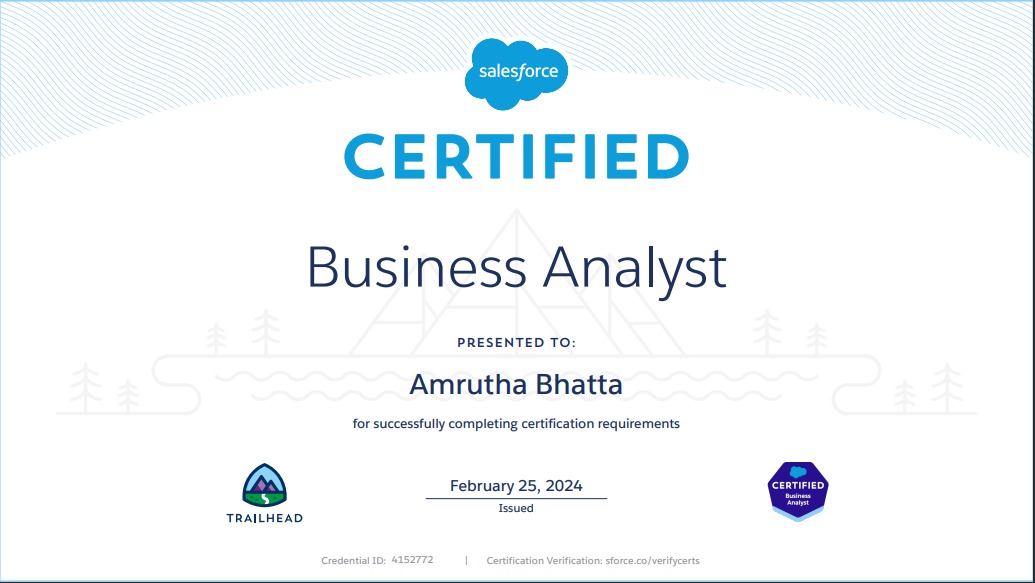 salesforce
CERTIFIED
Business Analyst
PRESENTED TO:
Amrutha Bhatta
for successfully completing certification requirements
TRAILHEAD
February 25, 2024
Issued
CERTIFIED
Business
Analyst
Credential ID: 4152772 | Certification Verification: sforce.co/verifycerts